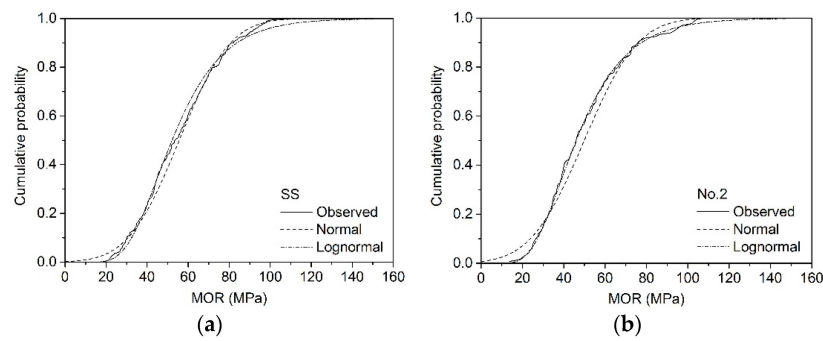 1.0
0.8
0.6
0.4
0.2
0.0
Cumulative probability
SS
Observed
Normal
Lognormal
0 20 40 60 80 100 120 140 160
MOR (MPa)
(a)
1.0
0.8
0.6
0.4
0.2
0.0
Cumulative probability
No.2
Observed
Normal
Lognormal
0 20 40 60 80 100 120 140 160
MOR (MPa)
(b)